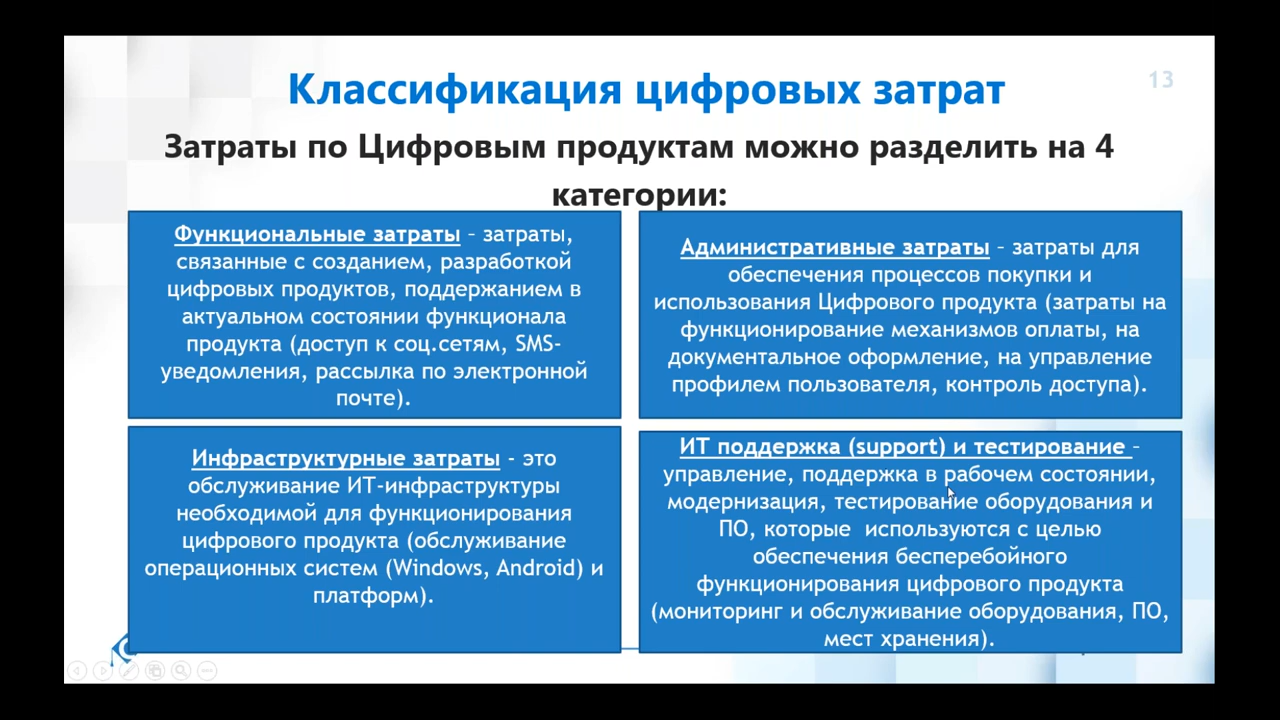 Классификация цифровых затрат
13
Затраты по Цифровым продуктам можно разделить на 4
категории:
Функциональные затраты – затраты,
связанные с созданием, разработкой
цифровых продуктов, поддержанием в
актуальном состоянии функционала
продукта (доступ к соц.сетям, SMS-
уведомления, рассылка по электронной
почте).
Административные затраты – затраты для
обеспечения процессов покупки и
использования Цифрового продукта (затраты на
функционирование механизмов оплаты, на
документальное оформление, на управление
профилем пользователя, контроль доступа).
Инфраструктурные затраты - это
обслуживание ИТ-инфраструктуры
необходимой для функционирования
цифрового продукта (обслуживание
операционных систем (Windows, Android) и
платформ).
ИТ поддержка (support) и тестирование –
управление, поддержка в рабочем состоянии,
модернизация, тестирование оборудования и
ПО, которые используются с целью
обеспечения бесперебойного
функционирования цифрового продукта
(мониторинг и обслуживание оборудования, ПО,
мест хранения).